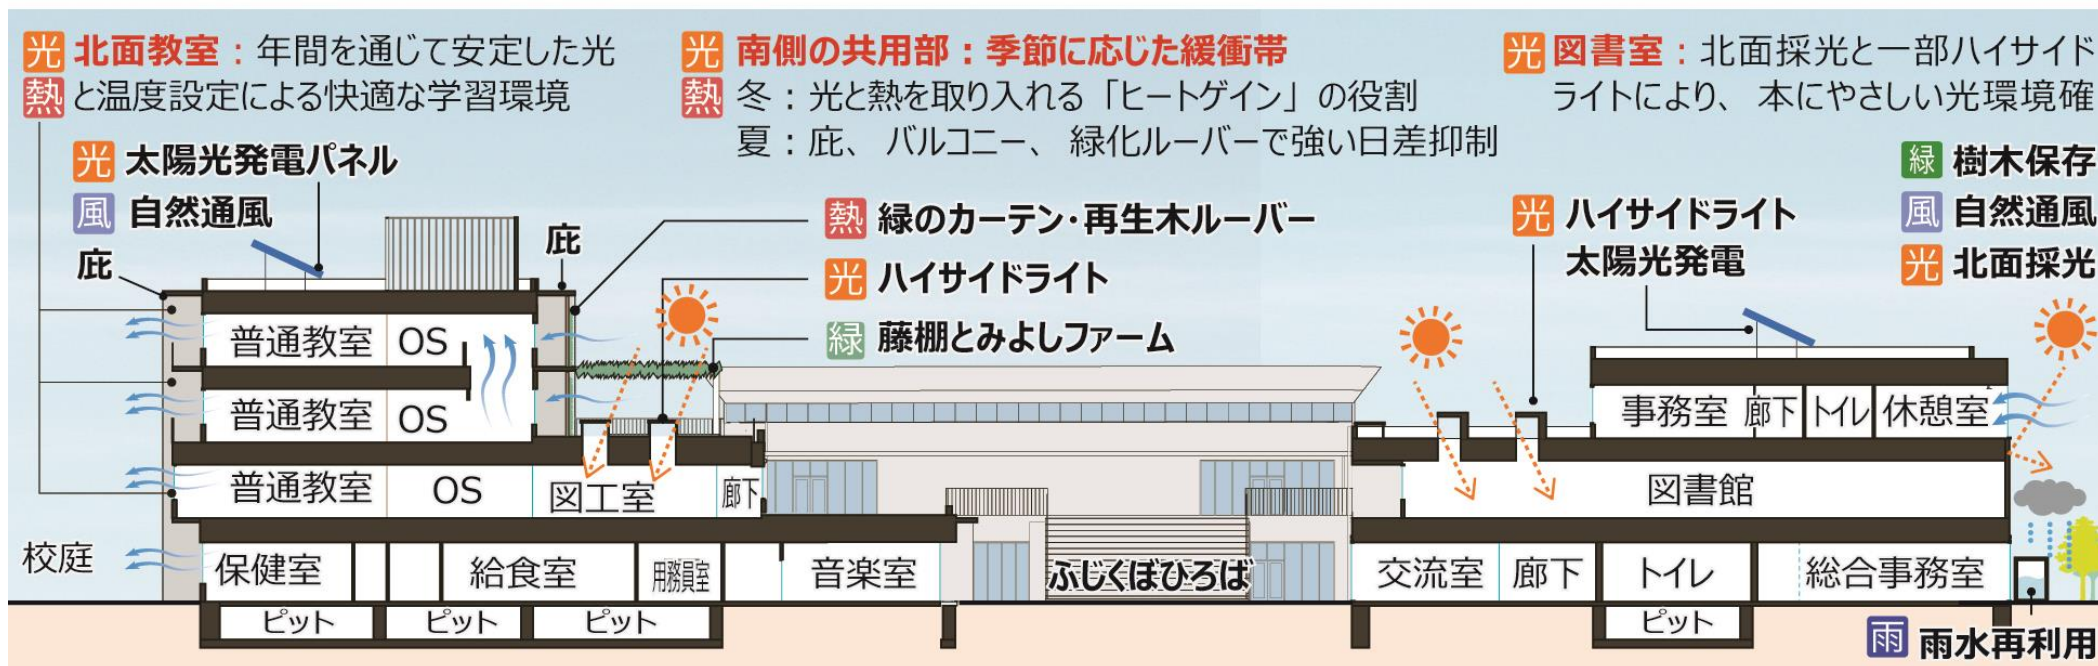 光 北面教室：年間を通じて安定した光
熱 と温度設定による快適な学習環境
光 南側の共用部：季節に応じた緩衝帯
熱 冬：光と熱を取り入れる「ヒートゲイン」の役割
夏：庇、バルコニー、緑化ルーバーで強い日差抑制
光 図書室：北面採光と一部ハイサイド
ライトにより、本にやさしい光環境確
光 太陽光発電パネル
風 自然通風
庇
庇
熱 緑のカーテン・再生木ルーバー
光 ハイサイドライト
緑 藤棚とみよしファーム
光 ハイサイドライト
太陽光発電
緑 樹木保存
風 自然通風
光 北面採光
普通教室 OS
普通教室 OS
普通教室 OS 図工室 廊下
事務室 廊下 トイレ 休憩室
図書館
校庭
保健室 給食室 用務員室 音楽室
ふじくぼひろば
交流室 廊下 トイレ 総合事務室
ピット ピット ピット
ピット
雨 雨水再利用